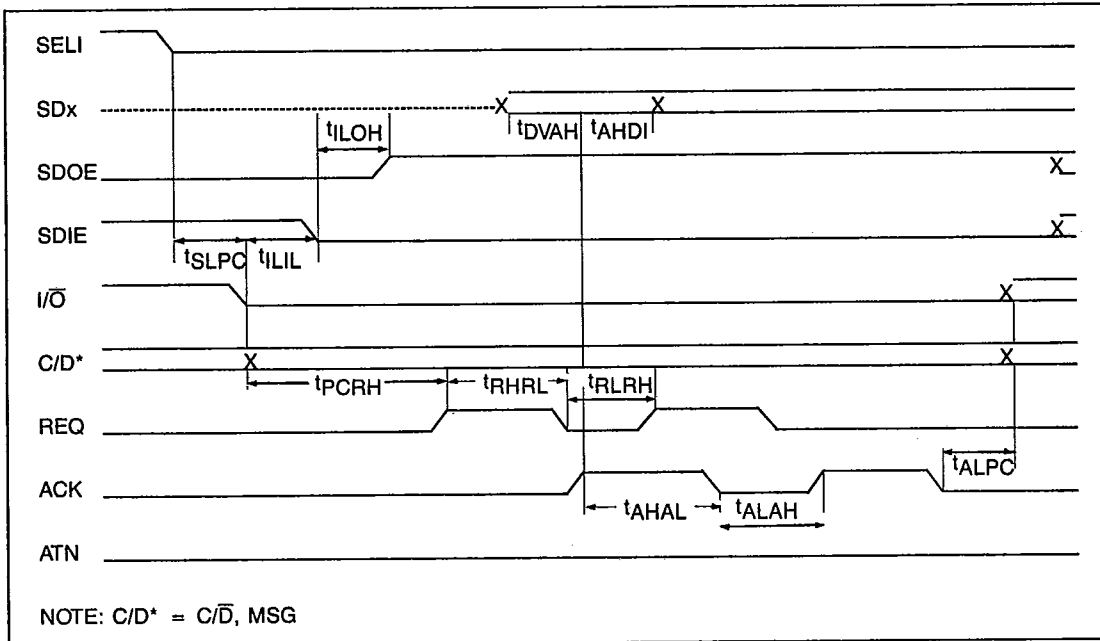 SELI
SDx
tDVAH tAHDI
tILOH
SDOE
SDIE
tSLPC tILIL
I/O̅
C/D*
tPCRH tRHRL tRLRH
REQ
tALPC
ACK
tAHAL tALAH
ATN
NOTE: C/D* = C/D̅, MSG